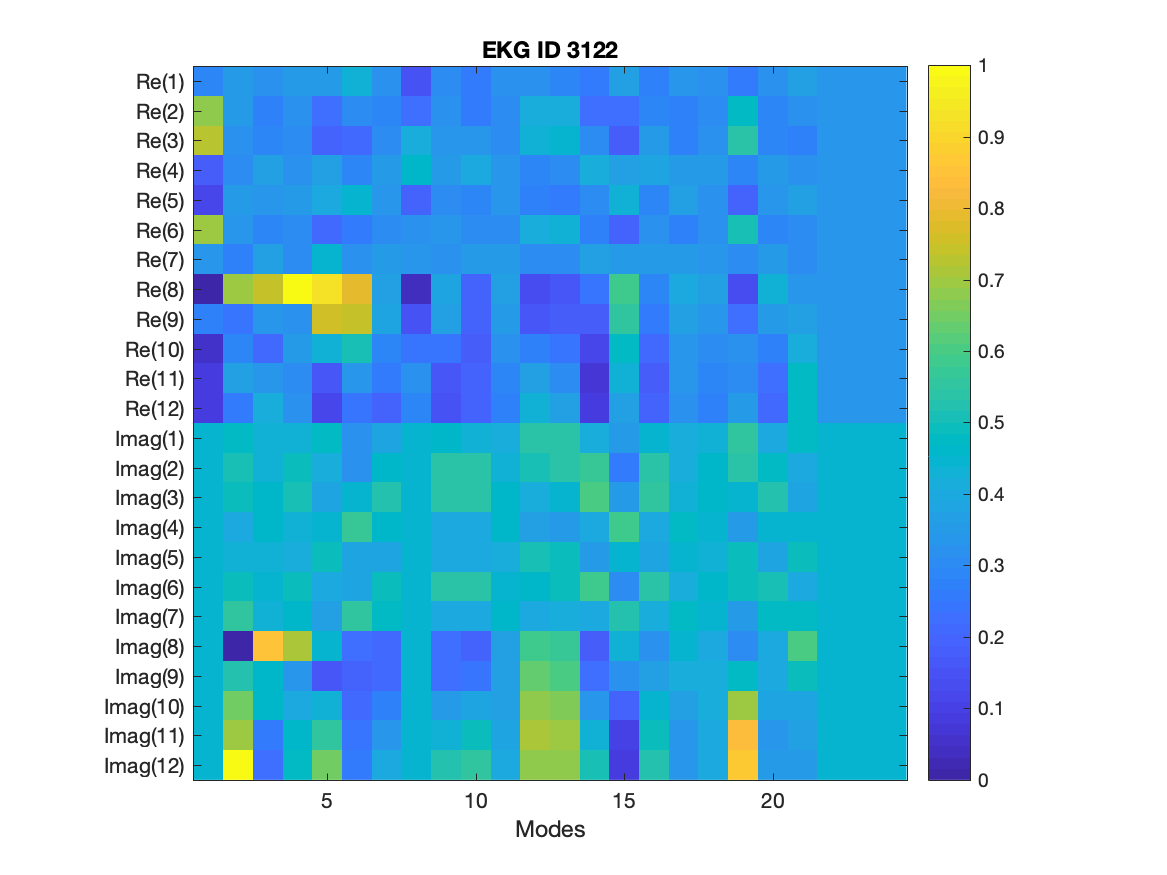 EKG ID 3122
Re(1)
Re(2)
Re(3)
Re(4)
Re(5)
Re(6)
Re(7)
Re(8)
Re(9)
Re(10)
Re(11)
Re(12)
Imag(1)
Imag(2)
Imag(3)
Imag(4)
Imag(5)
Imag(6)
Imag(7)
Imag(8)
Imag(9)
Imag(10)
Imag(11)
Imag(12)
5 10 15 20
Modes
1
0.9
0.8
0.7
0.6
0.5
0.4
0.3
0.2
0.1
0